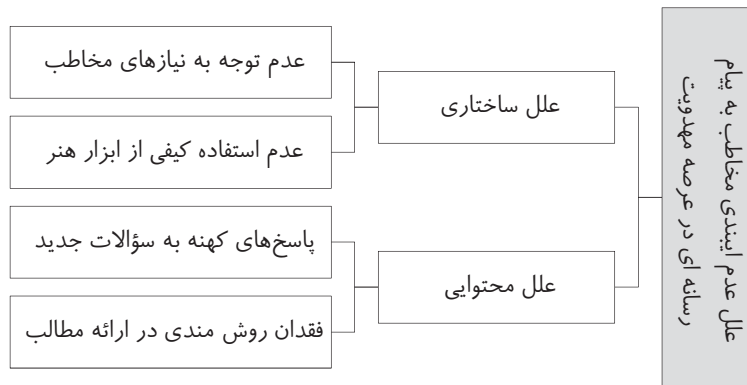 علل عدم ایبندی مخاطب به پیام
رسانه ای در عرصه مهدویت
علل ساختاری
عدم توجه به نیازهای مخاطب
عدم استفاده کیفی از ابزار هنر
علل محتوایی
پاسخ‌های کهنه به سؤالات جدید
فقدان روش مندی در ارائه مطالب